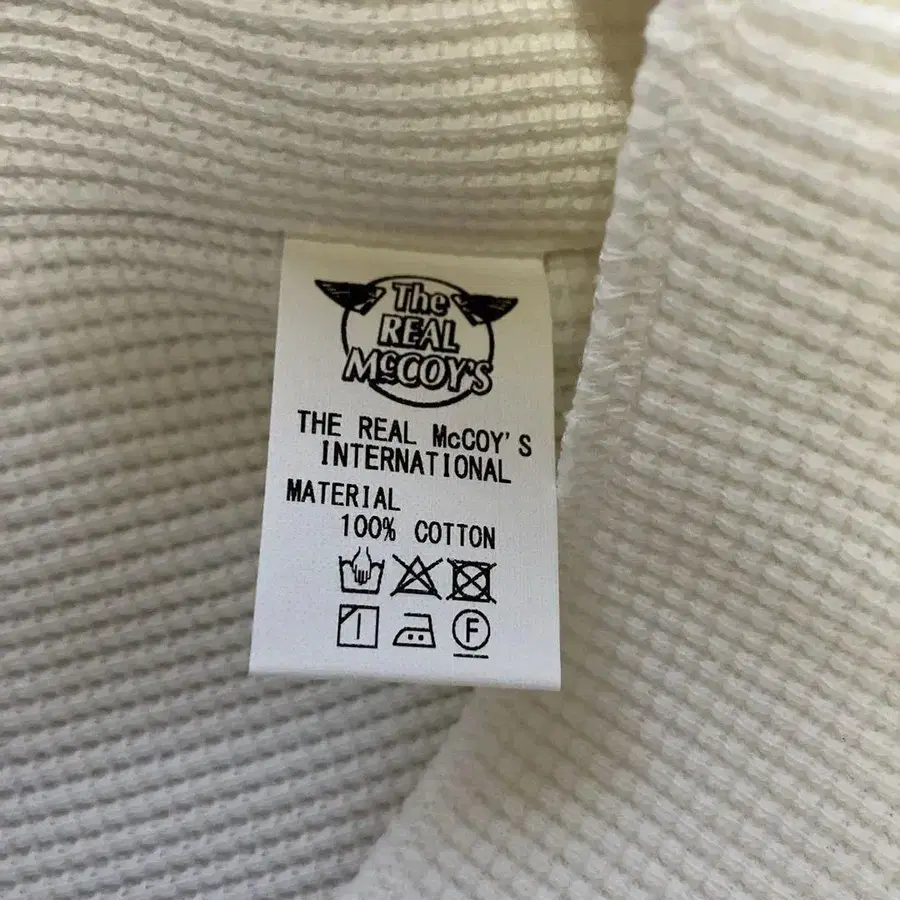 The
REAL
McCOY'S
THE REAL McCOY'S
INTERNATIONAL
MATERIAL
100% COTTON
F